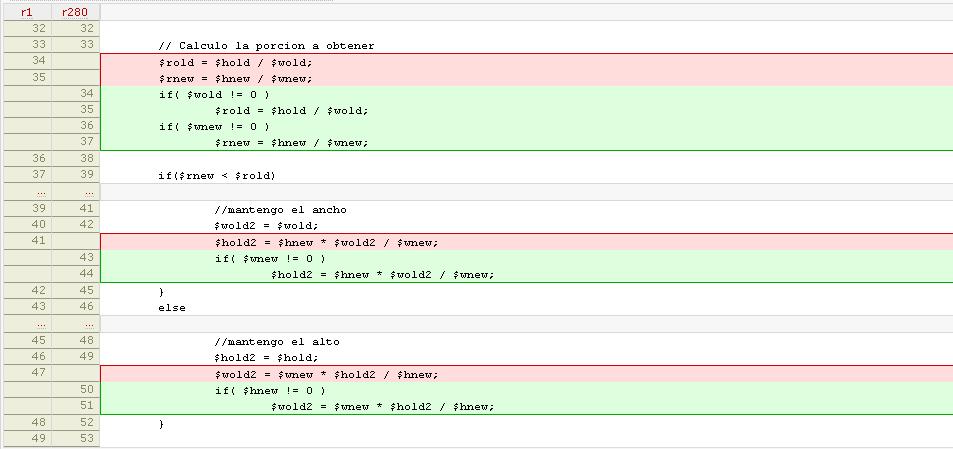 r1 r280
32 32
33 33 // Calculo la porcion a obtener
34 $rold = $hold / $wold;
35 $rnew = $hnew / $wnew;
34 if( $wold != 0 )
35 $rold = $hold / $wold;
36 if( $wnew != 0 )
37 $rnew = $hnew / $wnew;
36 38
37 39 if($rnew < $rold)
... ...
39 41 //mantengo el ancho
40 42 $wold2 = $wold;
41 $hold2 = $hnew * $wold2 / $wnew;
43 if( $wnew != 0 )
44 $hold2 = $hnew * $wold2 / $wnew;
42 45 }
43 46 else
... ...
45 48 //mantengo el alto
46 49 $hold2 = $hold;
47 $wold2 = $wnew * $hold2 / $hnew;
50 if( $hnew != 0 )
51 $wold2 = $wnew * $hold2 / $hnew;
48 52 }
49 53